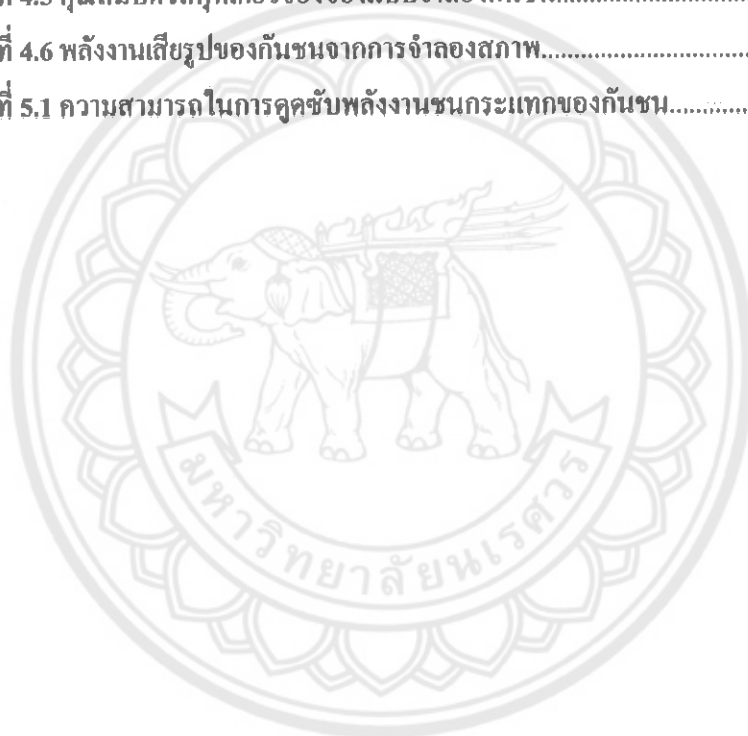 ที่ 4.6 พลังงานเสียรูปของกันชนจากการจำลองสภาพ................................
ที่ 5.1 ความสามารถในการดูดซับพลังงานชนกระแทกของกันชน............
มหาวิทยาลัยนเรศวร